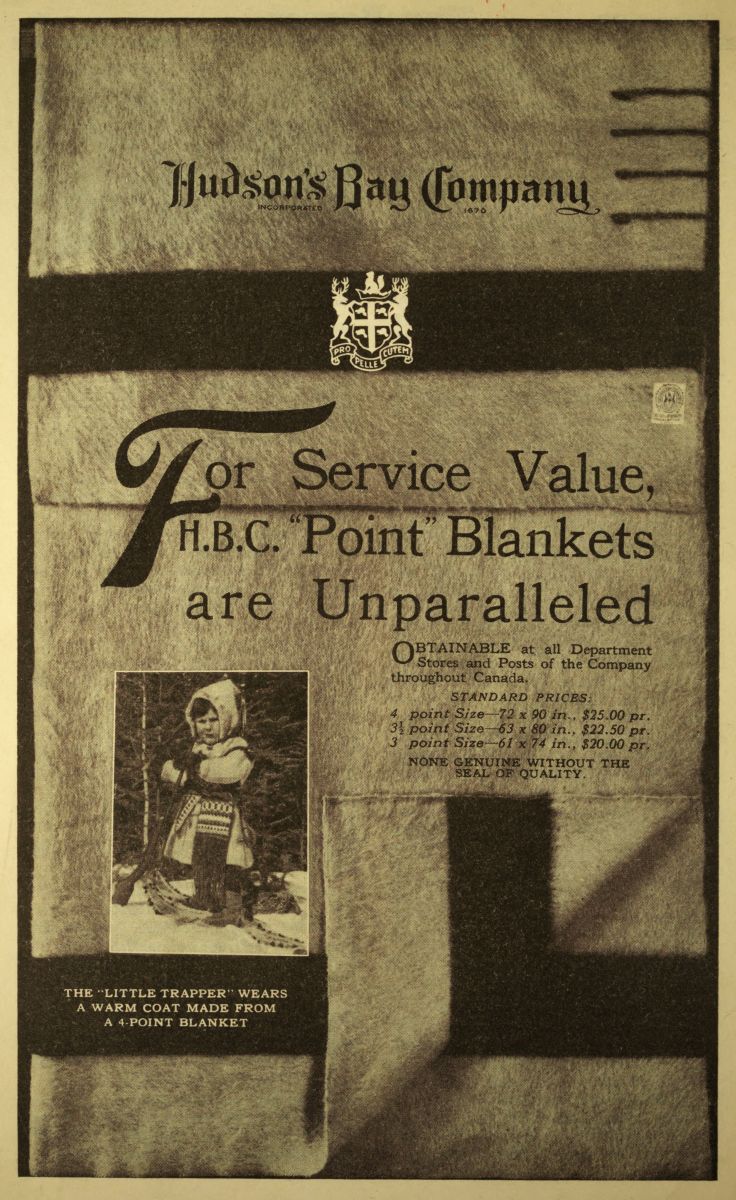 Hudson's Bay Company
INCORPORATED 1670
PRO PELLE CUTEM
For Service Value,
H.B.C. "Point" Blankets
are Unparalleled
OBTAINABLE at all Department
Stores and Posts of the Company
throughout Canada.
STANDARD PRICES:
4 point Size—72 x 90 in., $25.00 pr.
3½ point Size—63 x 80 in., $22.50 pr.
3 point Size—61 x 74 in., $20.00 pr.
NONE GENUINE WITHOUT THE
SEAL OF QUALITY.
THE "LITTLE TRAPPER" WEARS
A WARM COAT MADE FROM
A 4-POINT BLANKET